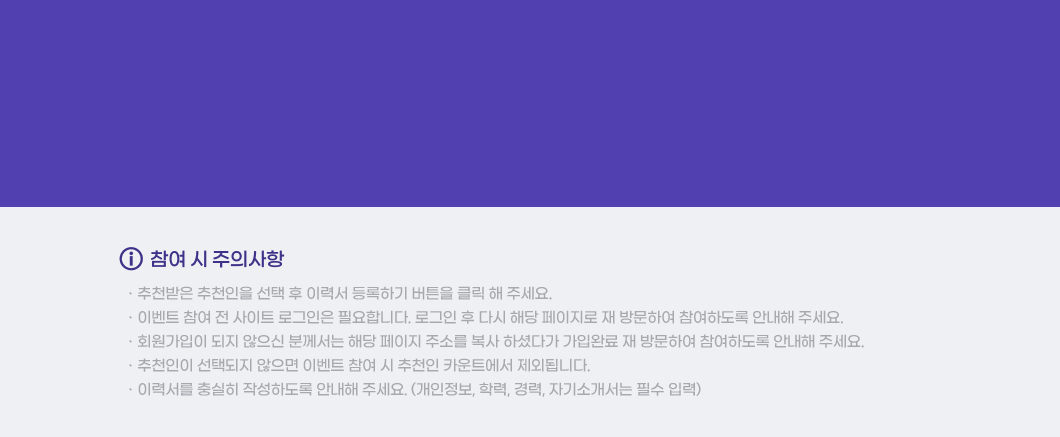 참여 시 주의사항
· 추천받은 추천인을 선택 후 이력서 등록하기 버튼을 클릭 해 주세요.
· 이벤트 참여 전 사이트 로그인은 필요합니다. 로그인 후 다시 해당 페이지로 재 방문하여 참여하도록 안내해 주세요.
· 회원가입이 되지 않으신 분께서는 해당 페이지 주소를 복사 하셨다가 가입완료 재 방문하여 참여하도록 안내해 주세요.
· 추천인이 선택되지 않으면 이벤트 참여 시 추천인 카운트에서 제외됩니다.
· 이력서를 충실히 작성하도록 안내해 주세요. (개인정보, 학력, 경력, 자기소개서는 필수 입력)